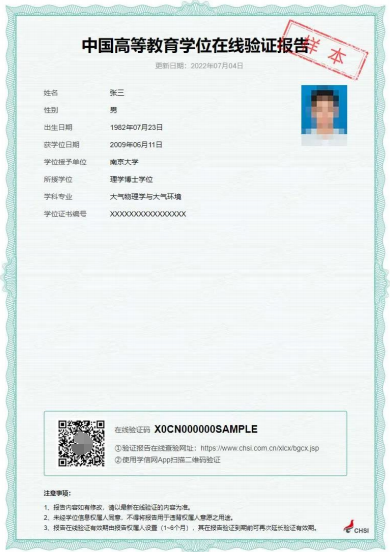 中国高等教育学位在线验证报告
样本
更新日期：2022年07月04日
姓名 张三
性别 男
出生日期 1982年07月23日
获学位日期 2009年06月11日
学位授予单位 南京大学
所授学位 理学博士学位
学科专业 大气物理学与大气环境
学位证书编号 XXXXXXXXXXXXXXXX
在线验证码 X0CN000000SAMPLE
①验证报告在线查验网址：https://www.chsi.com.cn/xlcx/bgcx.jsp
②使用学信网App扫描二维码验证
注意事项：
1、报告内容如有修改，请以最新在线验证的内容为准。
2、未经学位信息权属人同意，不得将报告用于违背权属人意愿之用途。
3、报告在线验证有效期由报告权属人设置（1~6个月），其在报告验证到期前可再次延长验证有效期。
CHSI